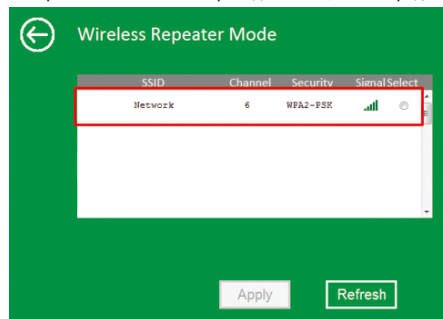 Wireless Repeater Mode
SSID Channel Security Signal Select
Network 6 WPA2-PSK
Apply Refresh